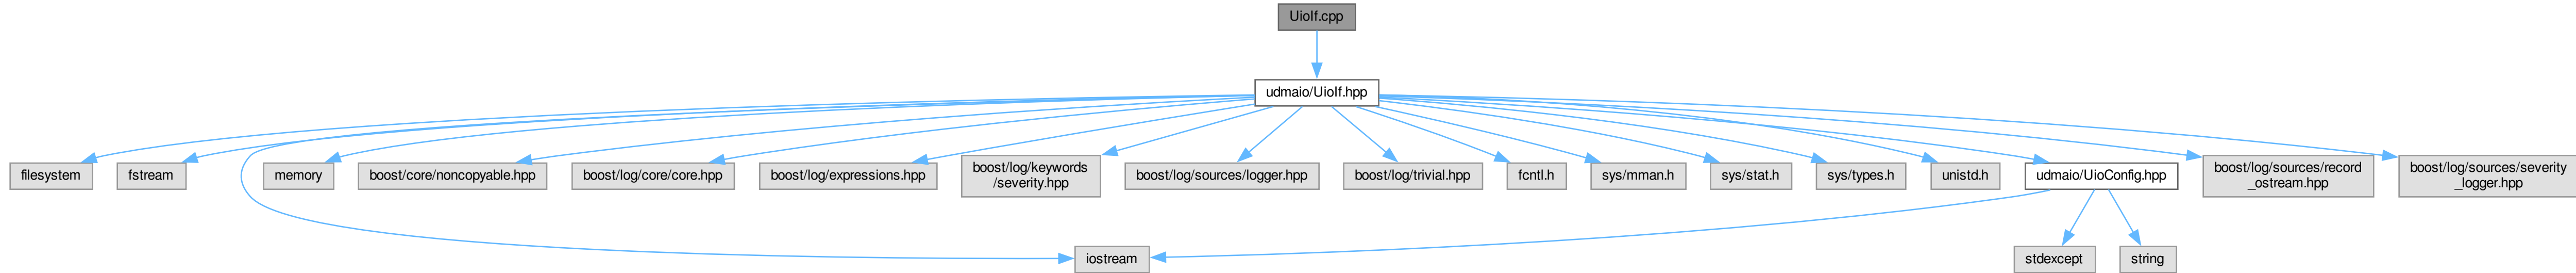 UioIf.cpp
udmaio/UioIf.hpp
filesystem
fstream
memory
boost/core/noncopyable.hpp
boost/log/core/core.hpp
boost/log/expressions.hpp
boost/log/keywords
/severity.hpp
boost/log/sources/logger.hpp
boost/log/trivial.hpp
fcntl.h
sys/mman.h
sys/stat.h
sys/types.h
unistd.h
udmaio/UioConfig.hpp
boost/log/sources/record
_ostream.hpp
boost/log/sources/severity
_logger.hpp
iostream
stdexcept
string